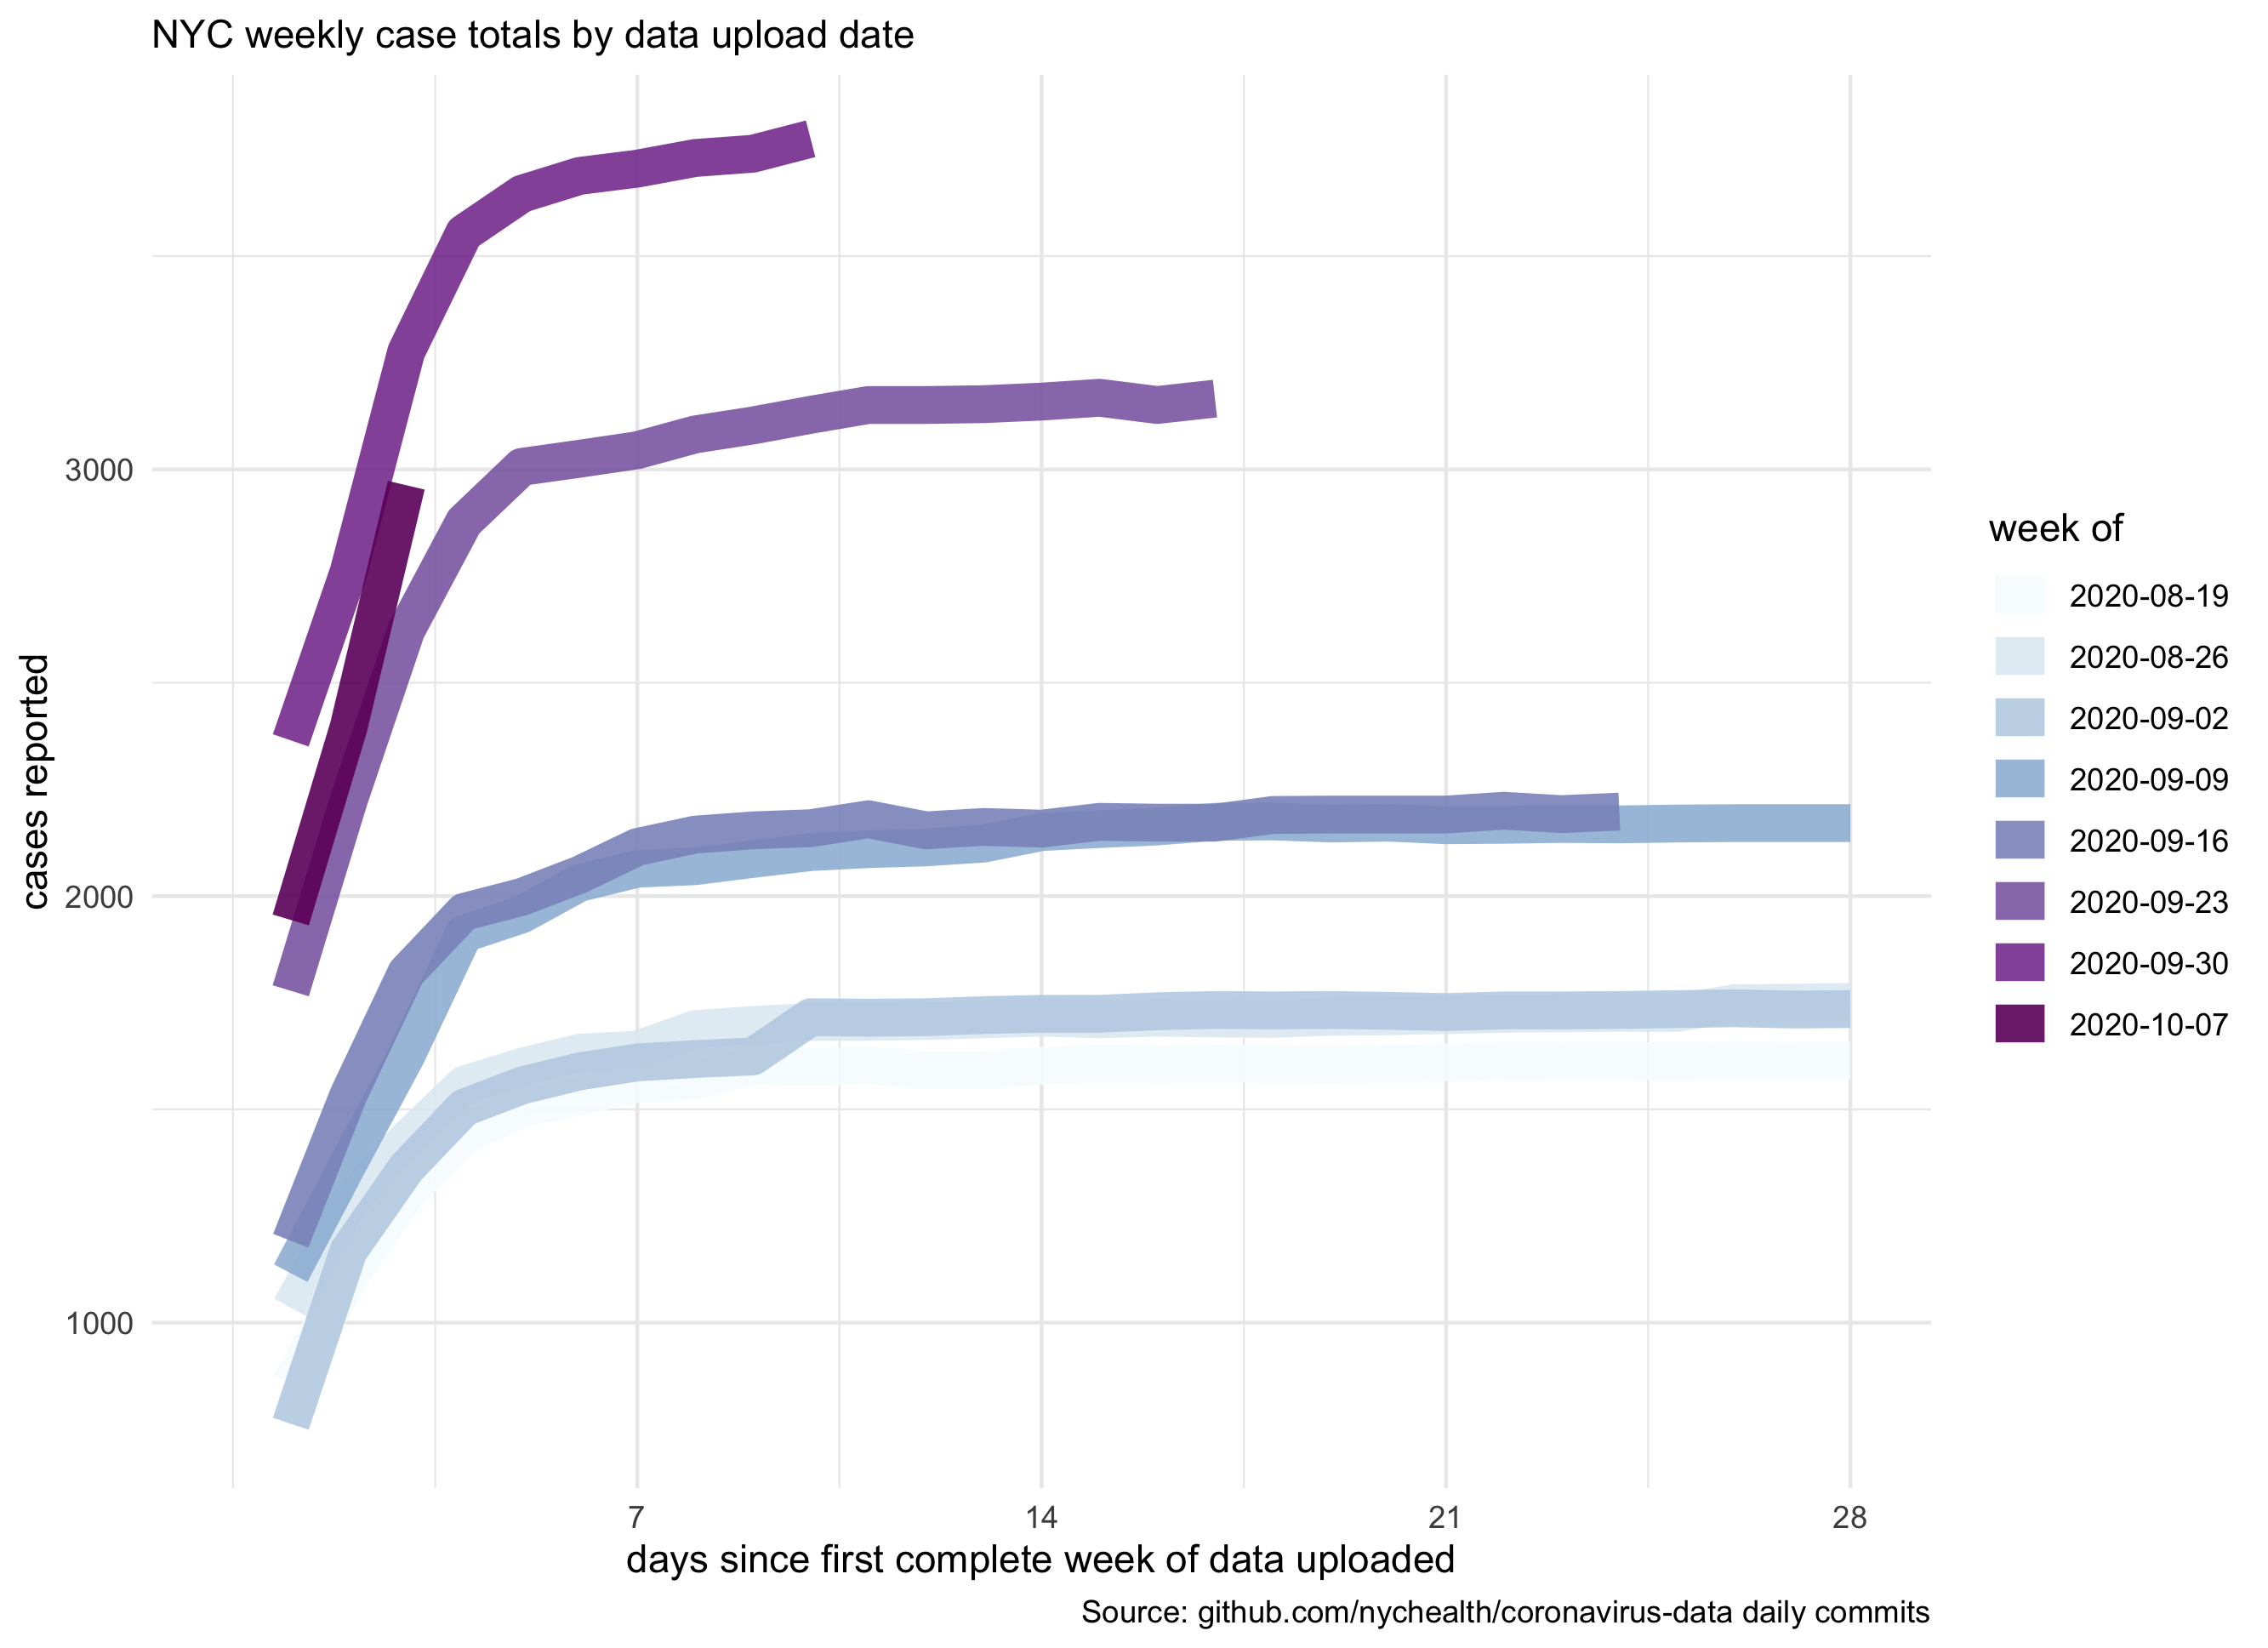 NYC weekly case totals by data upload date
3000
2000
1000
cases reported
7 14 21 28
days since first complete week of data uploaded
Source: github.com/nychealth/coronavirus-data daily commits
week of
2020-08-19
2020-08-26
2020-09-02
2020-09-09
2020-09-16
2020-09-23
2020-09-30
2020-10-07